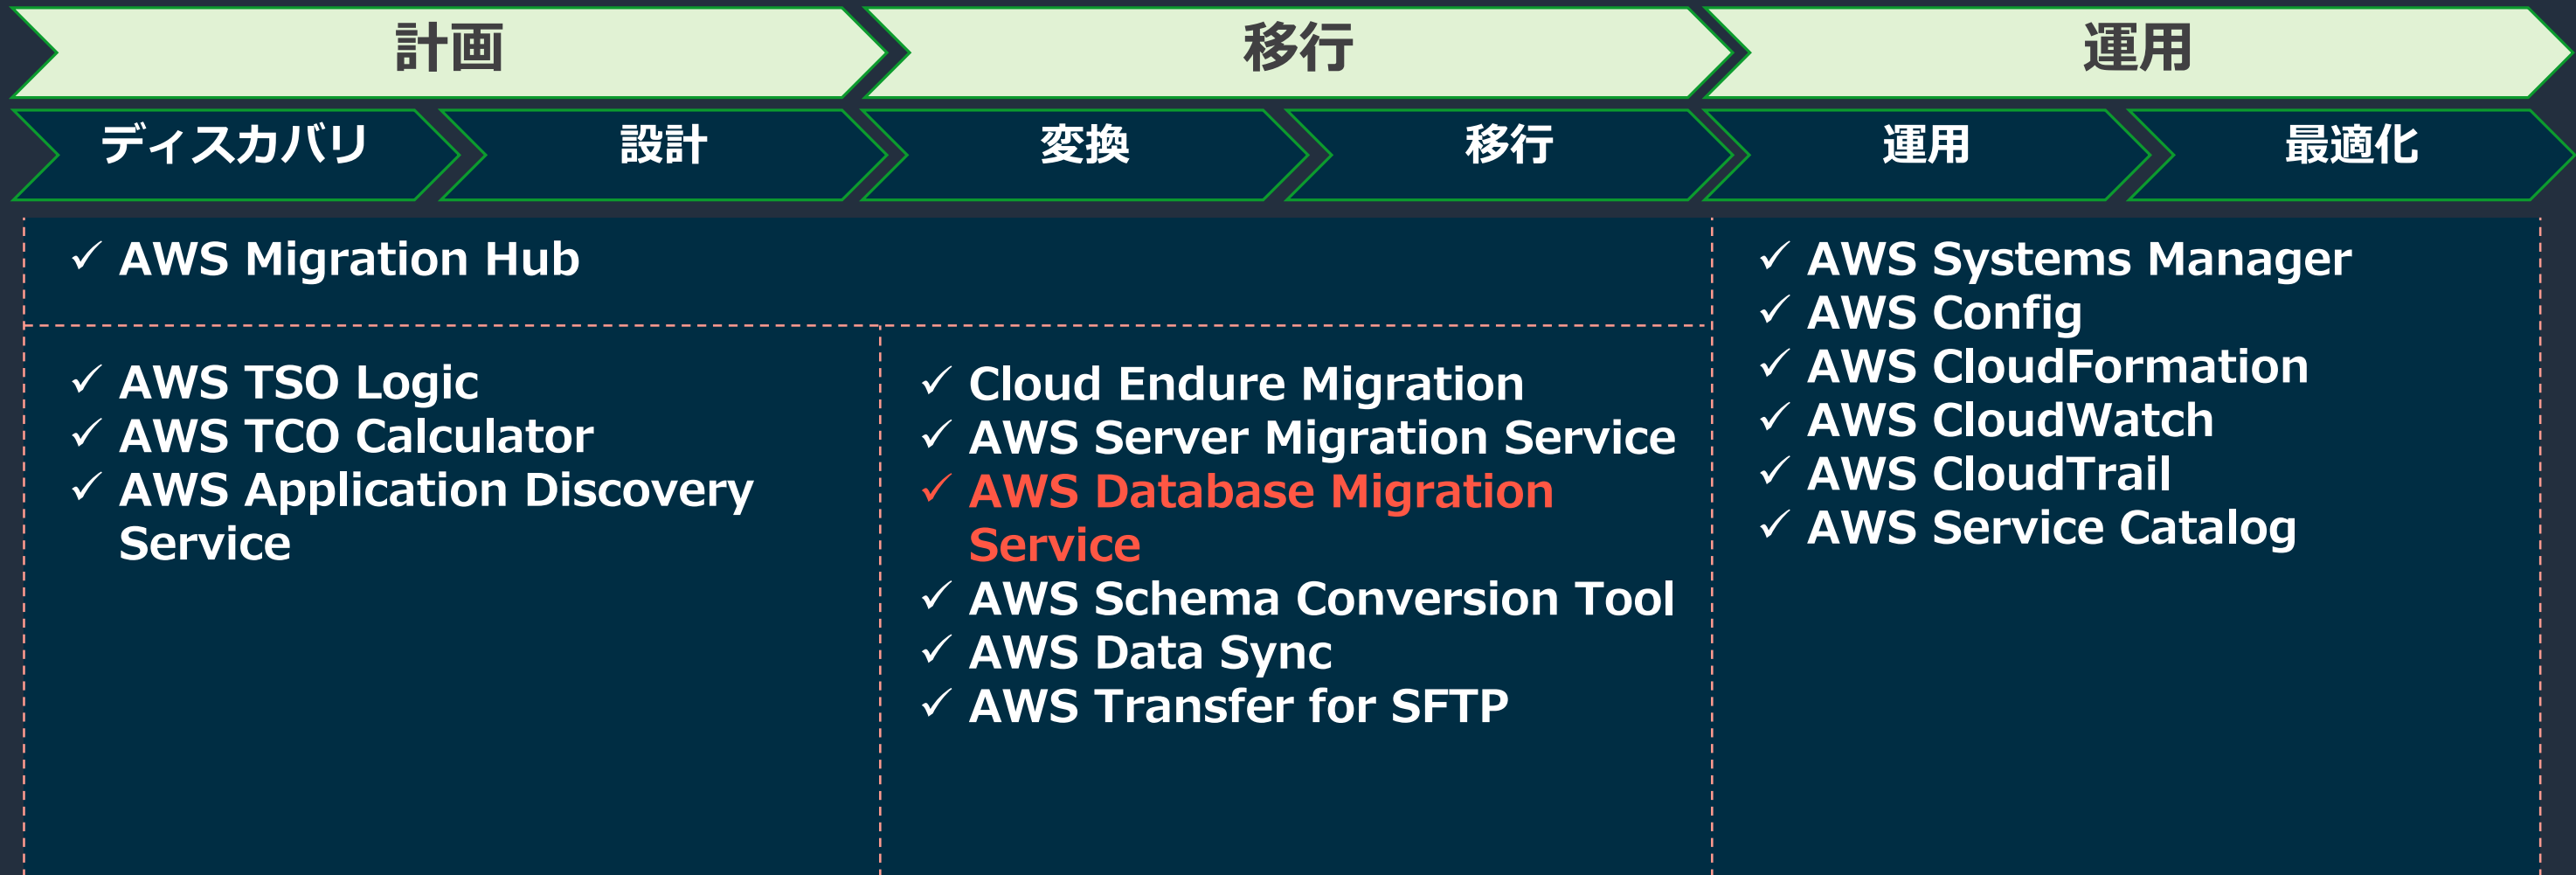 計画
移行
運用
ディスカバリ
設計
変換
移行
運用
最適化
✓ AWS Migration Hub
✓ AWS TSO Logic
✓ AWS TCO Calculator
✓ AWS Application Discovery
Service
✓ Cloud Endure Migration
✓ AWS Server Migration Service
✓ AWS Database Migration
Service
✓ AWS Schema Conversion Tool
✓ AWS Data Sync
✓ AWS Transfer for SFTP
✓ AWS Systems Manager
✓ AWS Config
✓ AWS CloudFormation
✓ AWS CloudWatch
✓ AWS CloudTrail
✓ AWS Service Catalog